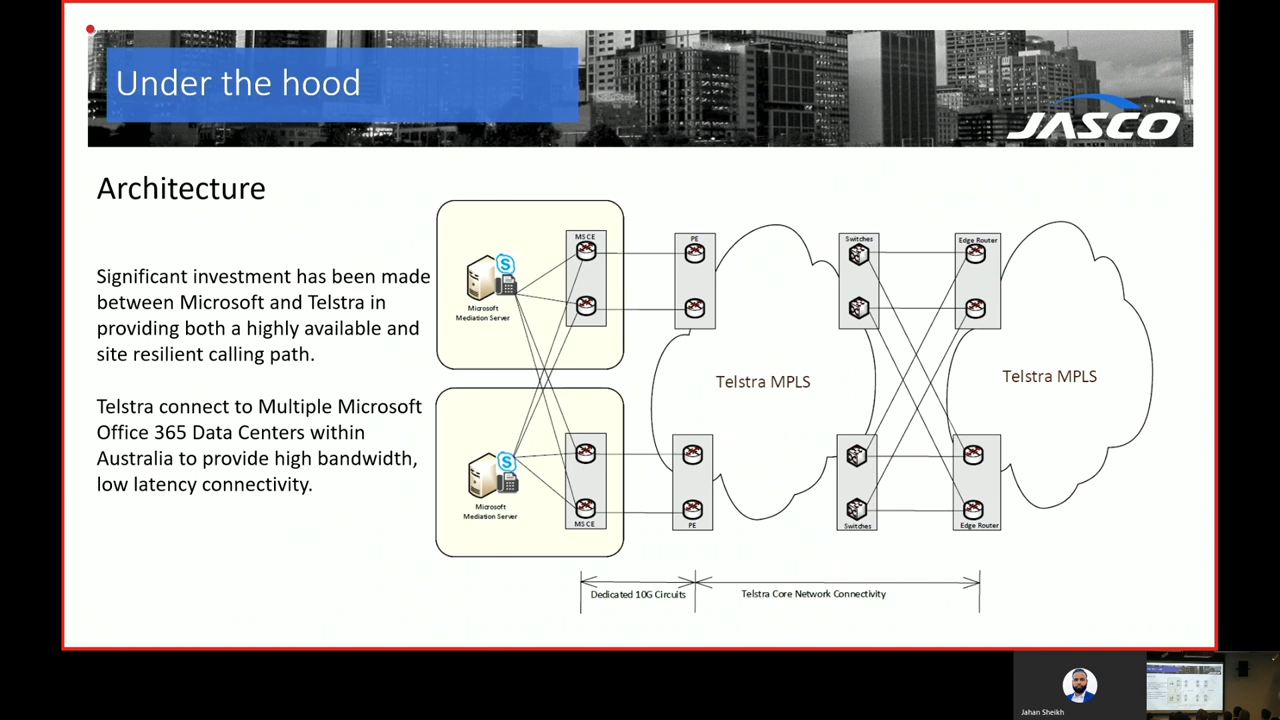 Under the hood
JASCO
Architecture
Significant investment has been made
between Microsoft and Telstra in
providing both a highly available and
site resilient calling path.
Telstra connect to Multiple Microsoft
Office 365 Data Centers within
Australia to provide high bandwidth,
low latency connectivity.
MS CE
Microsoft
Mediation Server
PE
Switches
Edge Router
Telstra MPLS
Telstra MPLS
Microsoft
Mediation Server
MS CE
PE
Switches
Edge Router
Dedicated 10G Circuits
Telstra Core Network Connectivity
Jahan Sheikh